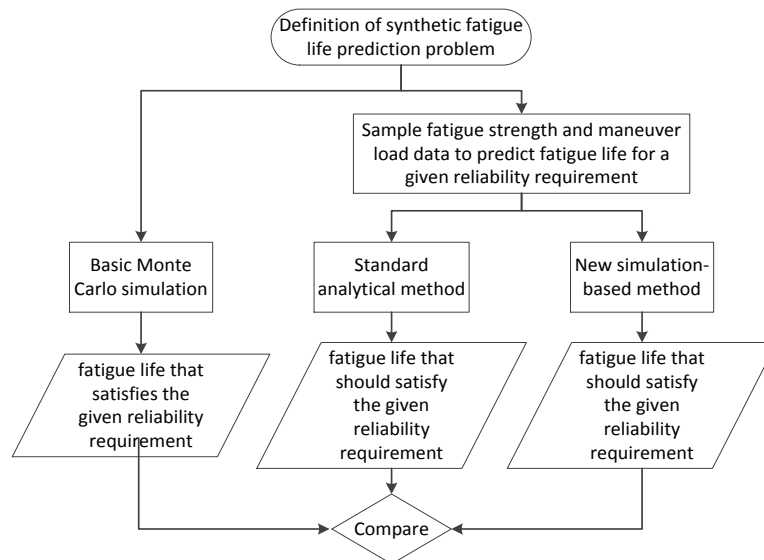 Definition of synthetic fatigue
life prediction problem
Sample fatigue strength and maneuver
load data to predict fatigue life for a
given reliability requirement
Basic Monte
Carlo simulation
Standard
analytical method
New simulation-
based method
fatigue life that
satisfies the
given reliability
requirement
fatigue life that
should satisfy
the given
reliability
requirement
fatigue life that
should satisfy
the given
reliability
requirement
Compare